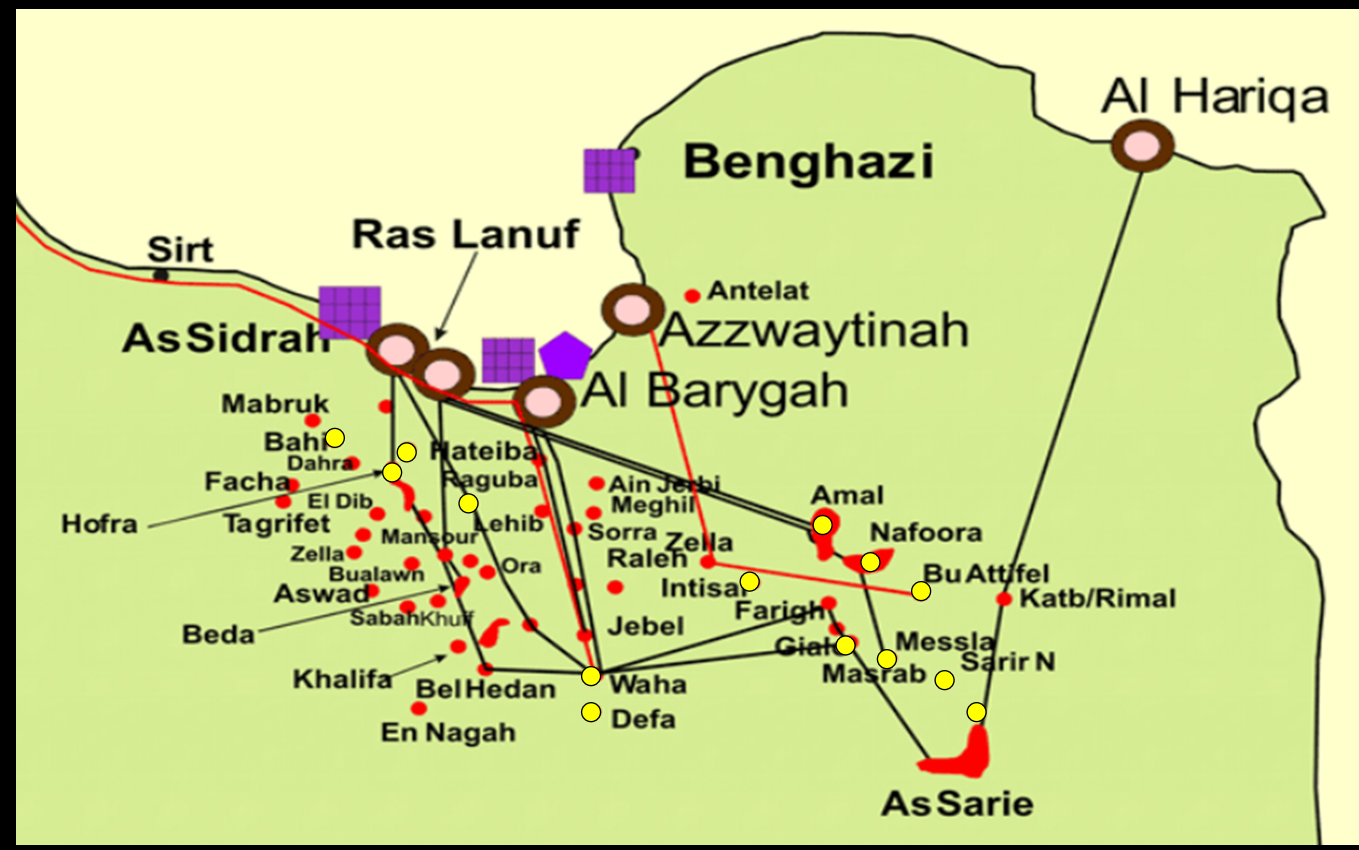 Al Hariqa
Benghazi
Ras Lanuf
Sirt
Antelat
AsSidrah
Azzwaytinah
Al Barygah
Mabruk
Bahi
Hateiba
Dahra
Facha
Raguba
Ain Jerbi
El Dib
Meghil
Amal
Hofra
Tagrifet
Lehib
Sorra
Nafoora
Mansour
Zella
Zella
Raleh
Ora
Bualawn
Bu Attifel
Aswad
Intisar
Katb/Rimal
Farigh
Sabah
Khuff
Beda
Jebel
Gialo
Messla
Sarir N
Masrab
Khalifa
Bel Hedan
Waha
Defa
En Nagah
AsSarie